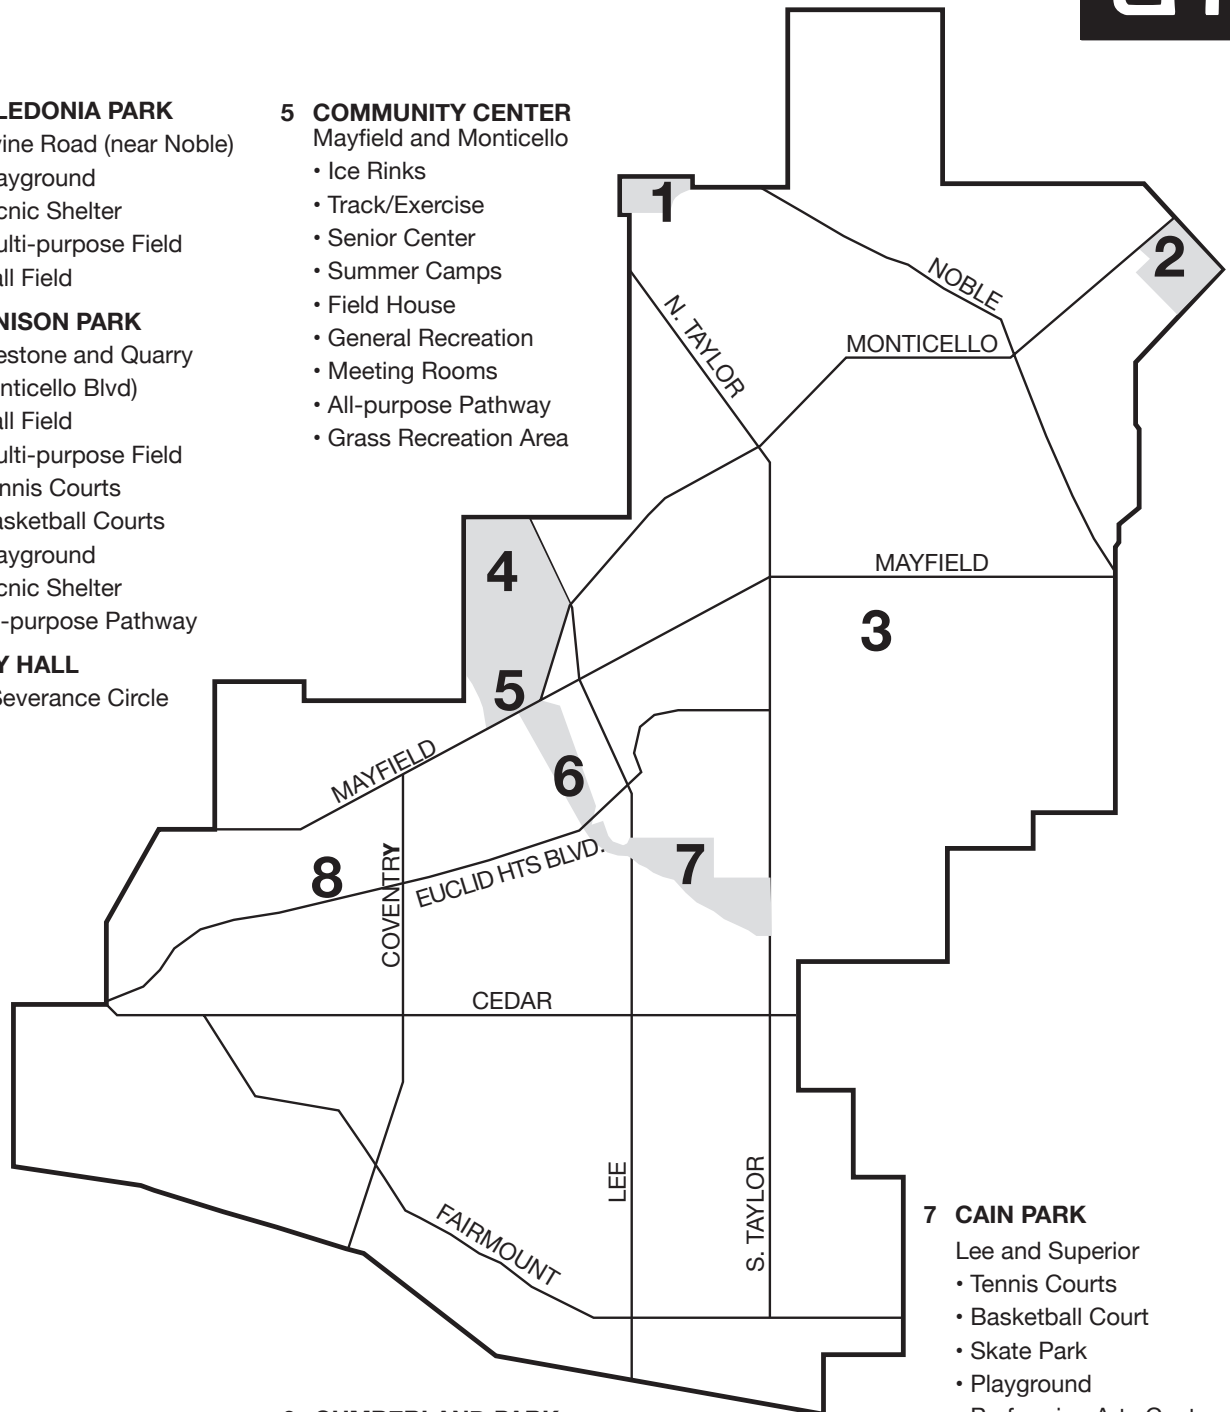 LEDONIA PARK
vine Road (near Noble)
ayground
cnic Shelter
ulti-purpose Field
all Field
NISON PARK
estone and Quarry
onticello Blvd)
all Field
ulti-purpose Field
ennis Courts
asketball Courts
ayground
cnic Shelter
-purpose Pathway
Y HALL
Severance Circle
5 COMMUNITY CENTER
Mayfield and Monticello
• Ice Rinks
• Track/Exercise
• Senior Center
• Summer Camps
• Field House
• General Recreation
• Meeting Rooms
• All-purpose Pathway
• Grass Recreation Area
1
2
NOBLE
N. TAYLOR
MONTICELLO
4
MAYFIELD
3
5
MAYFIELD
6
8
COVENTRY
EUCLID HTS BLVD.
7
CEDAR
LEE
S. TAYLOR
FAIRMOUNT
7 CAIN PARK
Lee and Superior
• Tennis Courts
• Basketball Court
• Skate Park
• Playground